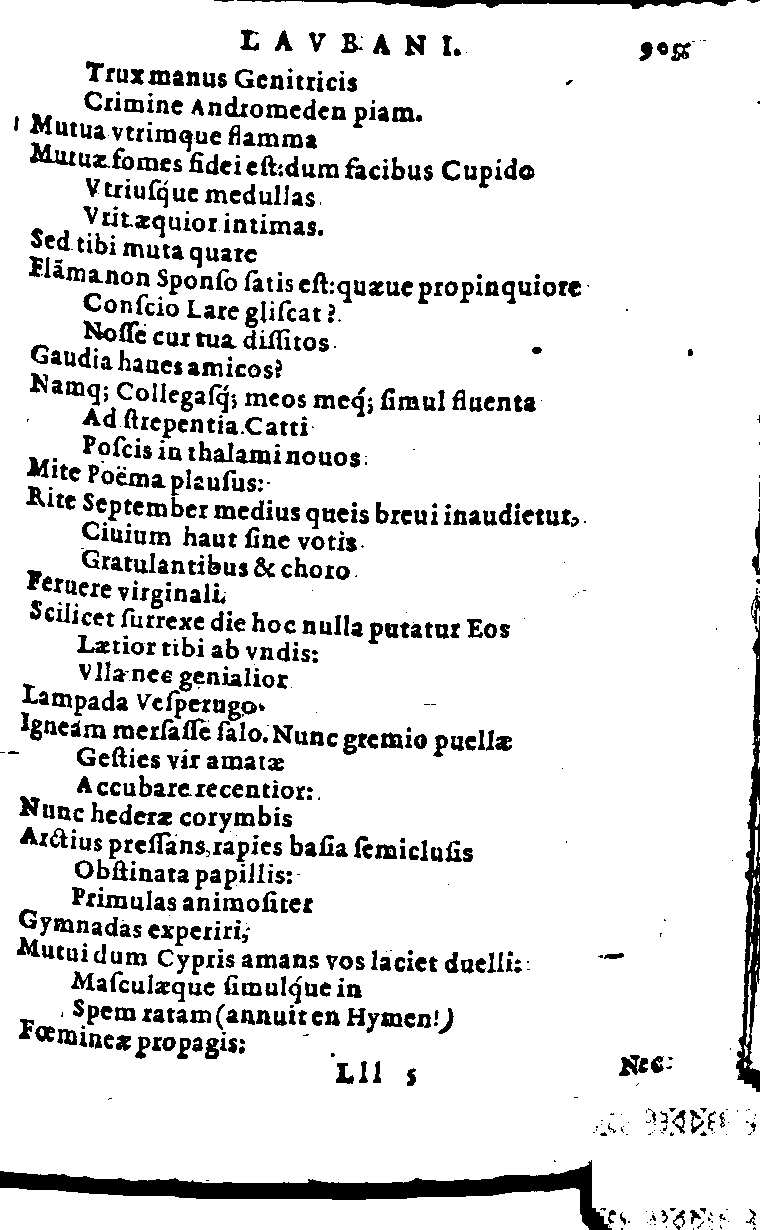 LAVBANI.
Trux manus Genitricis
Crimine Andromeden piam.
Mutua vtrimque flamma
Mutuæ fomes fidei eſt: dum facibus Cupido
Vtriuſq́ue medullas
Vrit æquior intimas.
Sed tibi muta quare
Flãma non Sponſo ſatis eſt: quæue propinquiore
Conſcio Lare gliſcat?
Noſſe cur tua diſſitos
Gaudia haues amicos?
Namq; Collegaſq́; meos meq́; ſimul fluenta
Ad ſtrepentia Catti
Poſcis in thalami nouos
Mite Poëma plauſus:
Rite September medius queis breui inaudietur,
Ciuium haut ſine votis
Gratulantibus & choro
Feruere virginali,
Scilicet ſurrexe die hoc nulla putatur Eos
Lætior tibi ab vndis:
Vlla nec genialior
Lampada Veſperugo
Igneam merſaſſe ſalo. Nunc gremio puellæ
Geſties vir amatæ
Accubare recentior:
Nunc hederæ corymbis
Arctius preſſans, rapies baſia ſemicluſis
Obſtinata papillis:
Primulas animoſiter
Gymnadas experiri;
Mutui dum Cypris amans vos laciet duelli:
Maſculæque ſimulq́ue in
Spem ratam (annuit en Hymen!)
Fœmineæ propagis:
Lll 5
Nec